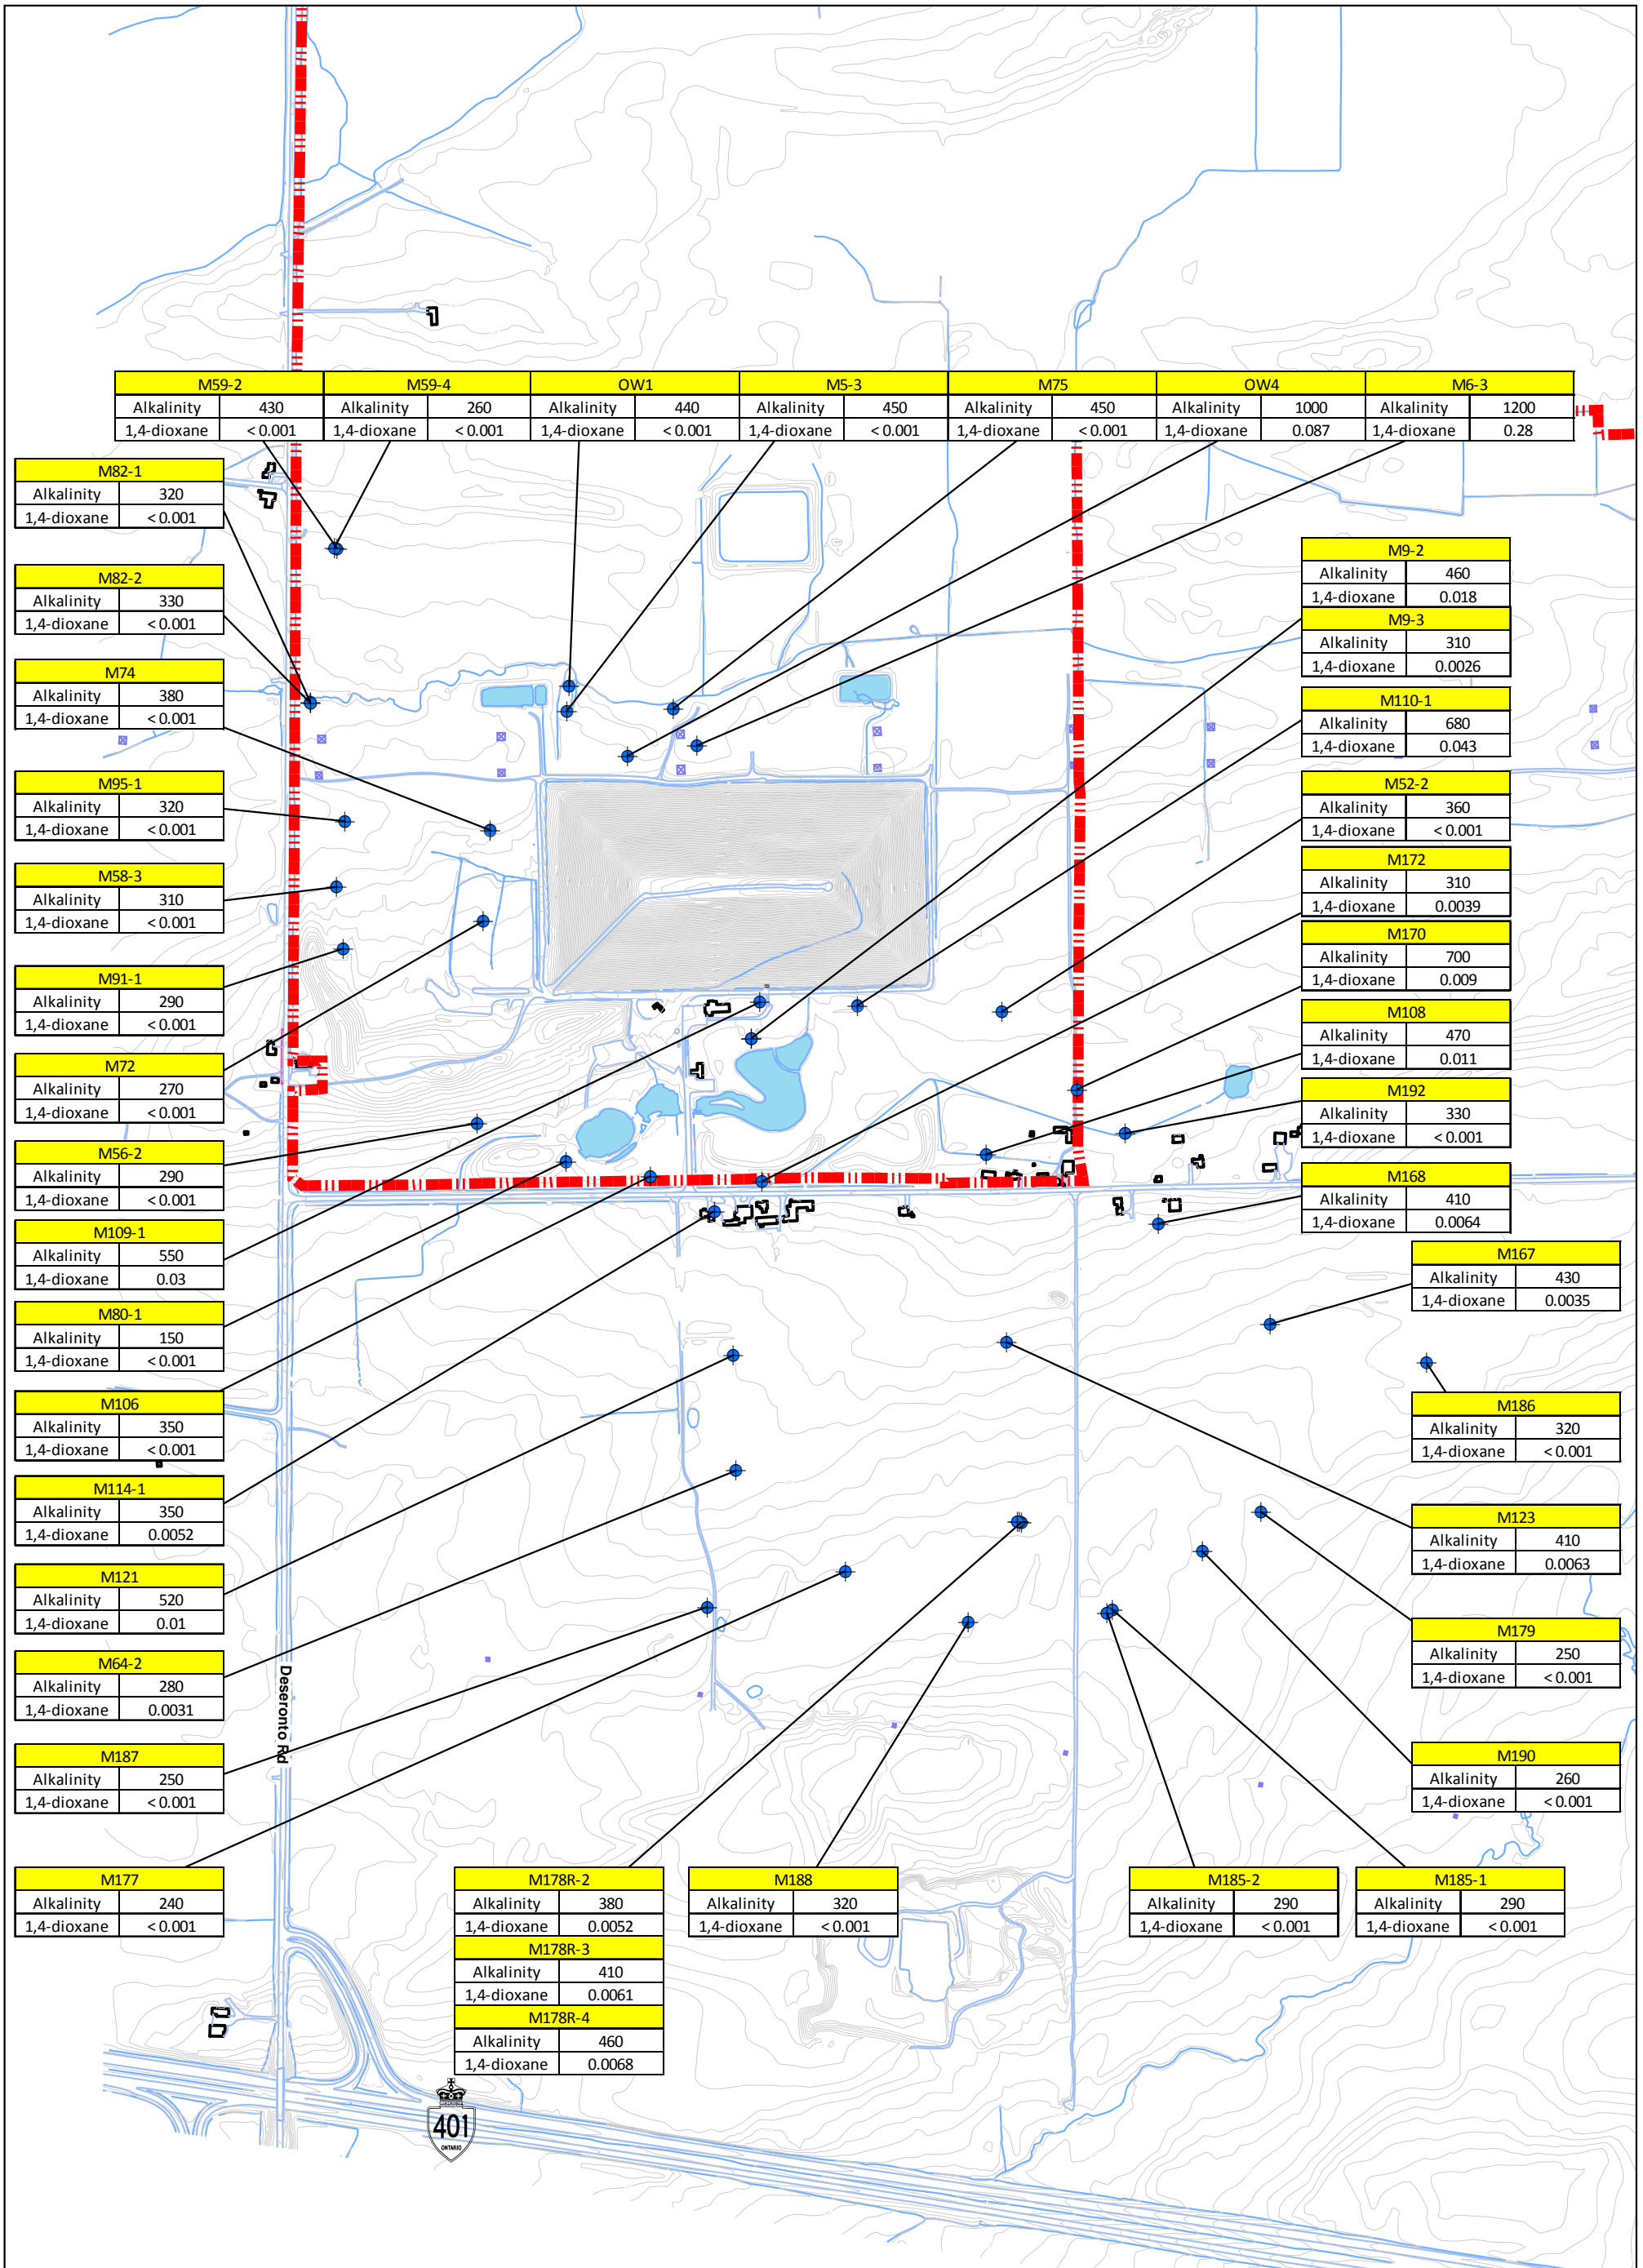 M59-2 M59-4 OW1 M5-3 M75 OW4 M6-3
Alkalinity 430 Alkalinity 260 Alkalinity 440 Alkalinity 450 Alkalinity 450 Alkalinity 1000 Alkalinity 1200
1,4-dioxane < 0.001 1,4-dioxane < 0.001 1,4-dioxane < 0.001 1,4-dioxane < 0.001 1,4-dioxane < 0.001 1,4-dioxane 0.087 1,4-dioxane 0.28
M82-1
Alkalinity 320
1,4-dioxane < 0.001
M82-2
Alkalinity 330
1,4-dioxane < 0.001
M74
Alkalinity 380
1,4-dioxane < 0.001
M95-1
Alkalinity 320
1,4-dioxane < 0.001
M58-3
Alkalinity 310
1,4-dioxane < 0.001
M91-1
Alkalinity 290
1,4-dioxane < 0.001
M72
Alkalinity 270
1,4-dioxane < 0.001
M56-2
Alkalinity 290
1,4-dioxane < 0.001
M109-1
Alkalinity 550
1,4-dioxane 0.03
M80-1
Alkalinity 150
1,4-dioxane < 0.001
M106
Alkalinity 350
1,4-dioxane < 0.001
M114-1
Alkalinity 350
1,4-dioxane 0.0052
M121
Alkalinity 520
1,4-dioxane 0.01
M64-2
Alkalinity 280
1,4-dioxane 0.0031
M187
Alkalinity 250
1,4-dioxane < 0.001
M177
Alkalinity 240
1,4-dioxane < 0.001
Deseronto Rd
M9-2
Alkalinity 460
1,4-dioxane 0.018
M9-3
Alkalinity 310
1,4-dioxane 0.0026
M110-1
Alkalinity 680
1,4-dioxane 0.043
M52-2
Alkalinity 360
1,4-dioxane < 0.001
M172
Alkalinity 310
1,4-dioxane 0.0039
M170
Alkalinity 700
1,4-dioxane 0.009
M108
Alkalinity 470
1,4-dioxane 0.011
M192
Alkalinity 330
1,4-dioxane < 0.001
M168
Alkalinity 410
1,4-dioxane 0.0064
M167
Alkalinity 430
1,4-dioxane 0.0035
M186
Alkalinity 320
1,4-dioxane < 0.001
M123
Alkalinity 410
1,4-dioxane 0.0063
M179
Alkalinity 250
1,4-dioxane < 0.001
M190
Alkalinity 260
1,4-dioxane < 0.001
M178R-2
Alkalinity 380
1,4-dioxane 0.0052
M178R-3
Alkalinity 410
1,4-dioxane 0.0061
M178R-4
Alkalinity 460
1,4-dioxane 0.0068
M188
Alkalinity 320
1,4-dioxane < 0.001
M185-2
Alkalinity 290
1,4-dioxane < 0.001
M185-1
Alkalinity 290
1,4-dioxane < 0.001
401
ONTARIO